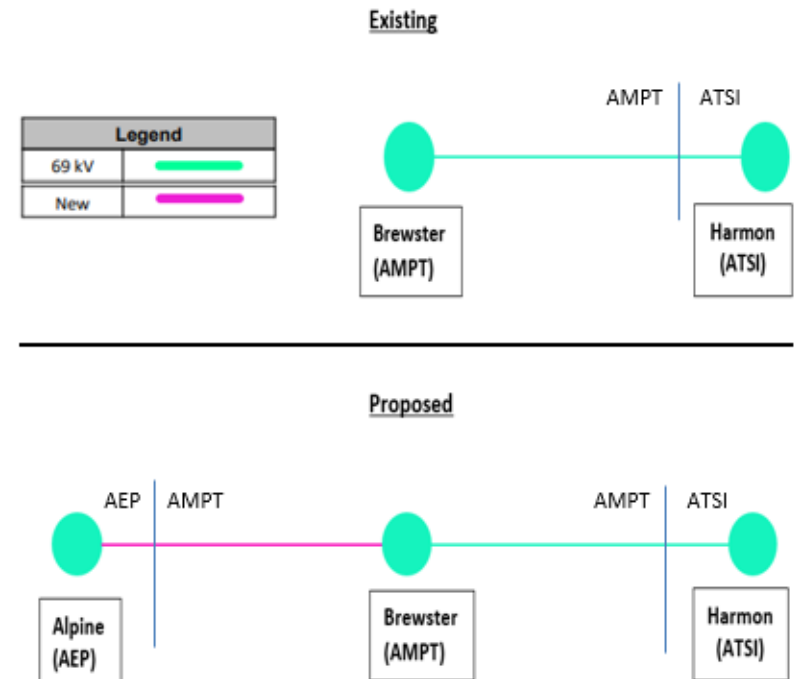 Existing
AMPT ATSI
Legend
69 kV
New
Brewster
(AMPT)
Harmon
(ATSI)
Proposed
AEP AMPT
AMPT ATSI
Alpine
(AEP)
Brewster
(AMPT)
Harmon
(ATSI)